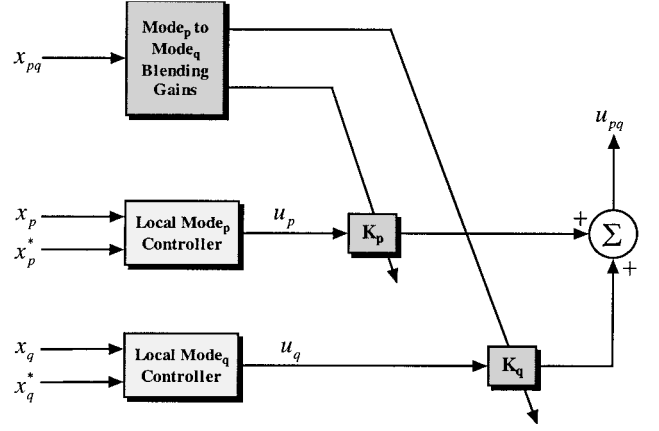 Mode_p to
Mode_q
Blending
Gains
x_pq
u_pq
x_p
x_p^*
Local Mode_p
Controller
u_p
K_p
+
Σ
+
x_q
x_q^*
Local Mode_q
Controller
u_q
K_q